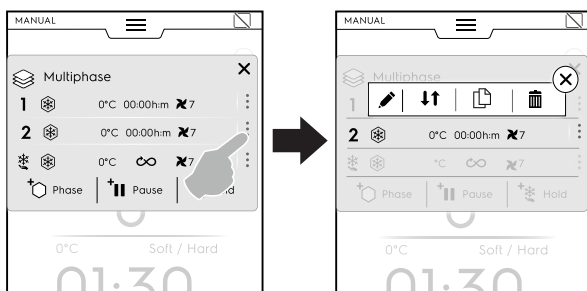 MANUAL
Multiphase
1 0°C 00:00h:m 7
2 0°C 00:00h:m 7
0°C 7
+ Phase + Pause
0°C Soft / Hard
01:30
MANUAL
Multiphase
1
2 0°C 00:00h:m 7
°C 7
+ Phase + Pause + Hold
0°C Soft / Hard
01:30